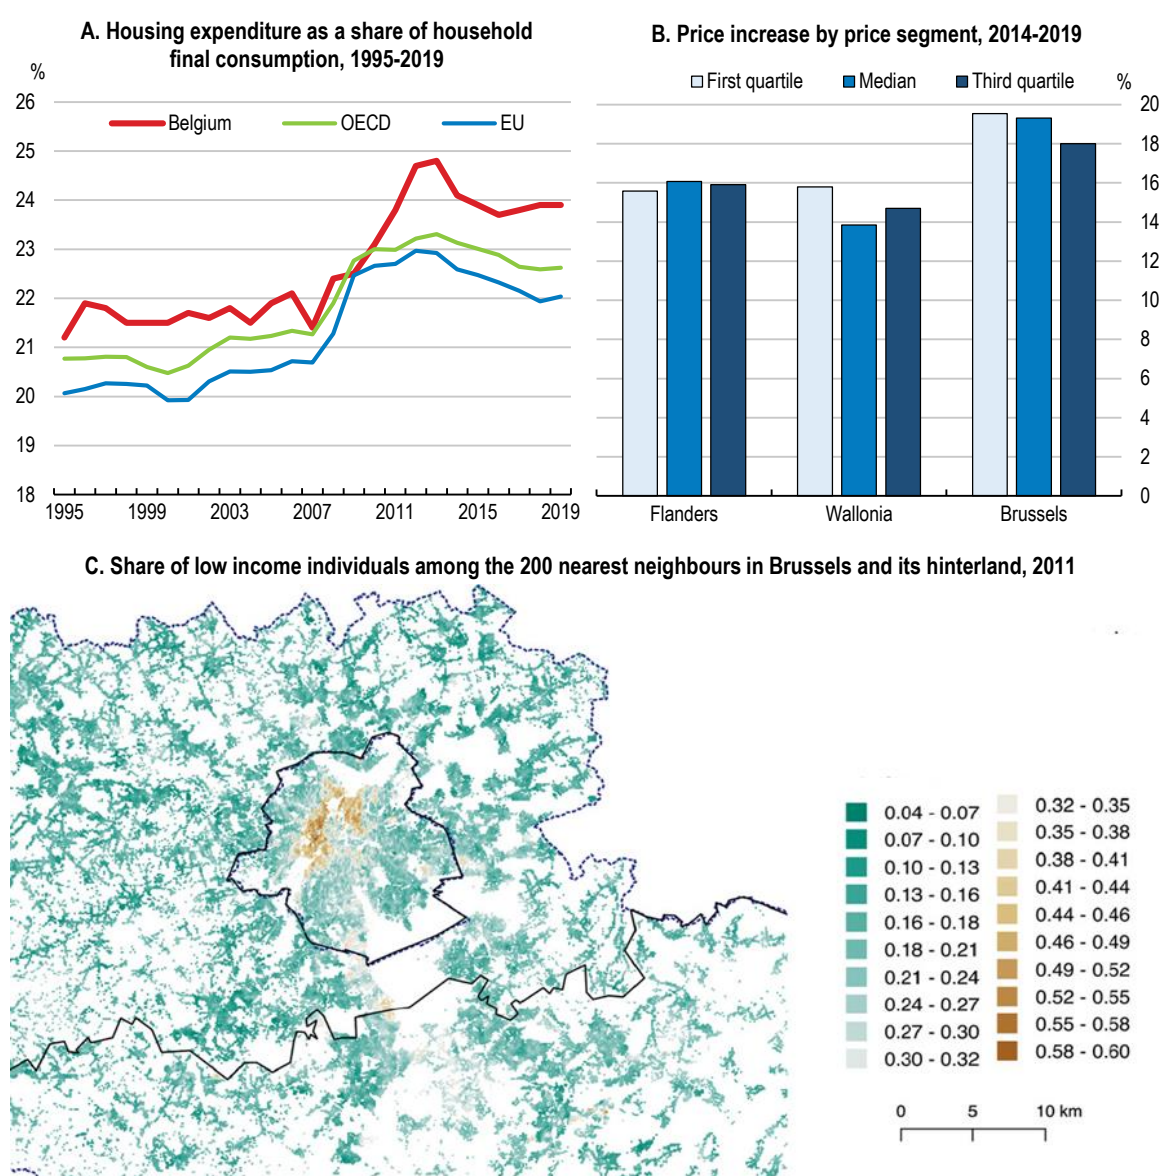 A. Housing expenditure as a share of household
final consumption, 1995-2019
%
26
25
24
23
22
21
20
19
18
Belgium
OECD
EU
1995
1999
2003
2007
2011
2015
2019
B. Price increase by price segment, 2014-2019
First quartile
Median
Third quartile
%
20
18
16
14
12
10
8
6
4
2
0
Flanders
Wallonia
Brussels
C. Share of low income individuals among the 200 nearest neighbours in Brussels and its hinterland, 2011
0.04 - 0.07
0.07 - 0.10
0.10 - 0.13
0.13 - 0.16
0.16 - 0.18
0.18 - 0.21
0.21 - 0.24
0.24 - 0.27
0.27 - 0.30
0.30 - 0.32
0.32 - 0.35
0.35 - 0.38
0.38 - 0.41
0.41 - 0.44
0.44 - 0.46
0.46 - 0.49
0.49 - 0.52
0.52 - 0.55
0.55 - 0.58
0.58 - 0.60
0 5 10 km